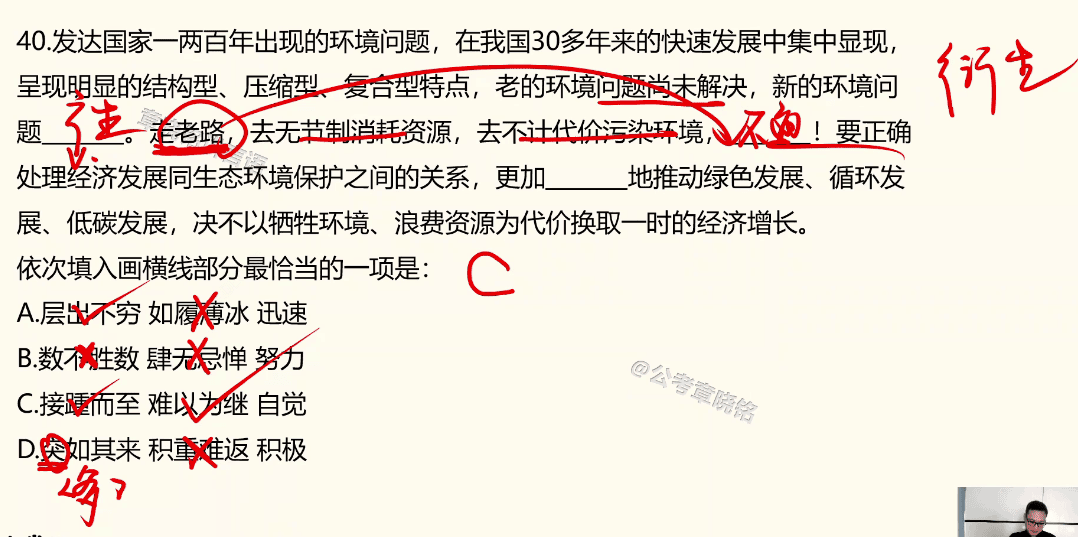 40.发达国家一两百年出现的环境问题，在我国30多年来的快速发展中集中显现，
呈现明显的结构型、压缩型、复合型特点，老的环境问题尚未解决，新的环境问
题______。走老路，去无节制消耗资源，去不计代价污染环境，______！要正确
处理经济发展同生态环境保护之间的关系，更加______地推动绿色发展、循环发
展、低碳发展，决不以牺牲环境、浪费资源为代价换取一时的经济增长。
依次填入画横线部分最恰当的一项是：
C
A.层出不穷 如履薄冰 迅速
B.数不胜数 肆无忌惮 努力
C.接踵而至 难以为继 自觉
D.突如其来 积重难返 积极
衍生
产生
@公考章晓铭